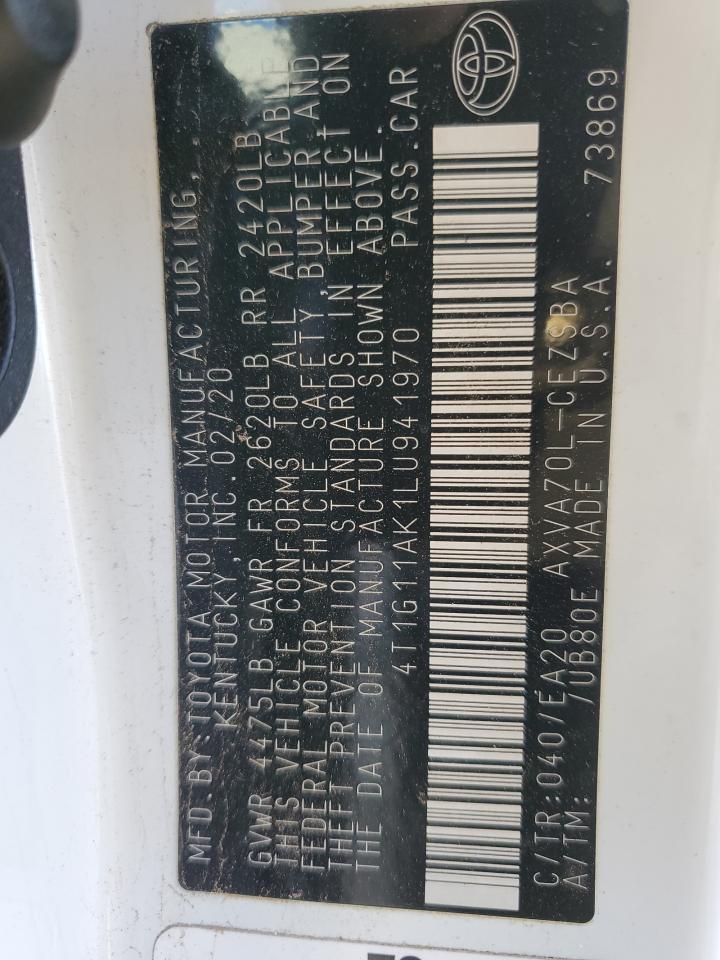 MFD. BY: TOYOTA MOTOR MANUFACTURING,
KENTUCKY, INC. 02/20
GVWR 4475LB GAWR FR 2620LB RR 2420LB
THIS VEHICLE CONFORMS TO ALL APPLICABLE
FEDERAL MOTOR VEHICLE SAFETY, BUMPER AND
THEFT PREVENTION STANDARDS IN EFFECT ON
THE DATE OF MANUFACTURE SHOWN ABOVE.
4T1G11AK1LU941970 PASS. CAR
C/TR: 040/EA20 AXVA70L-CEZSBA
A/TM: /UB80E MADE IN U.S.A. 73869